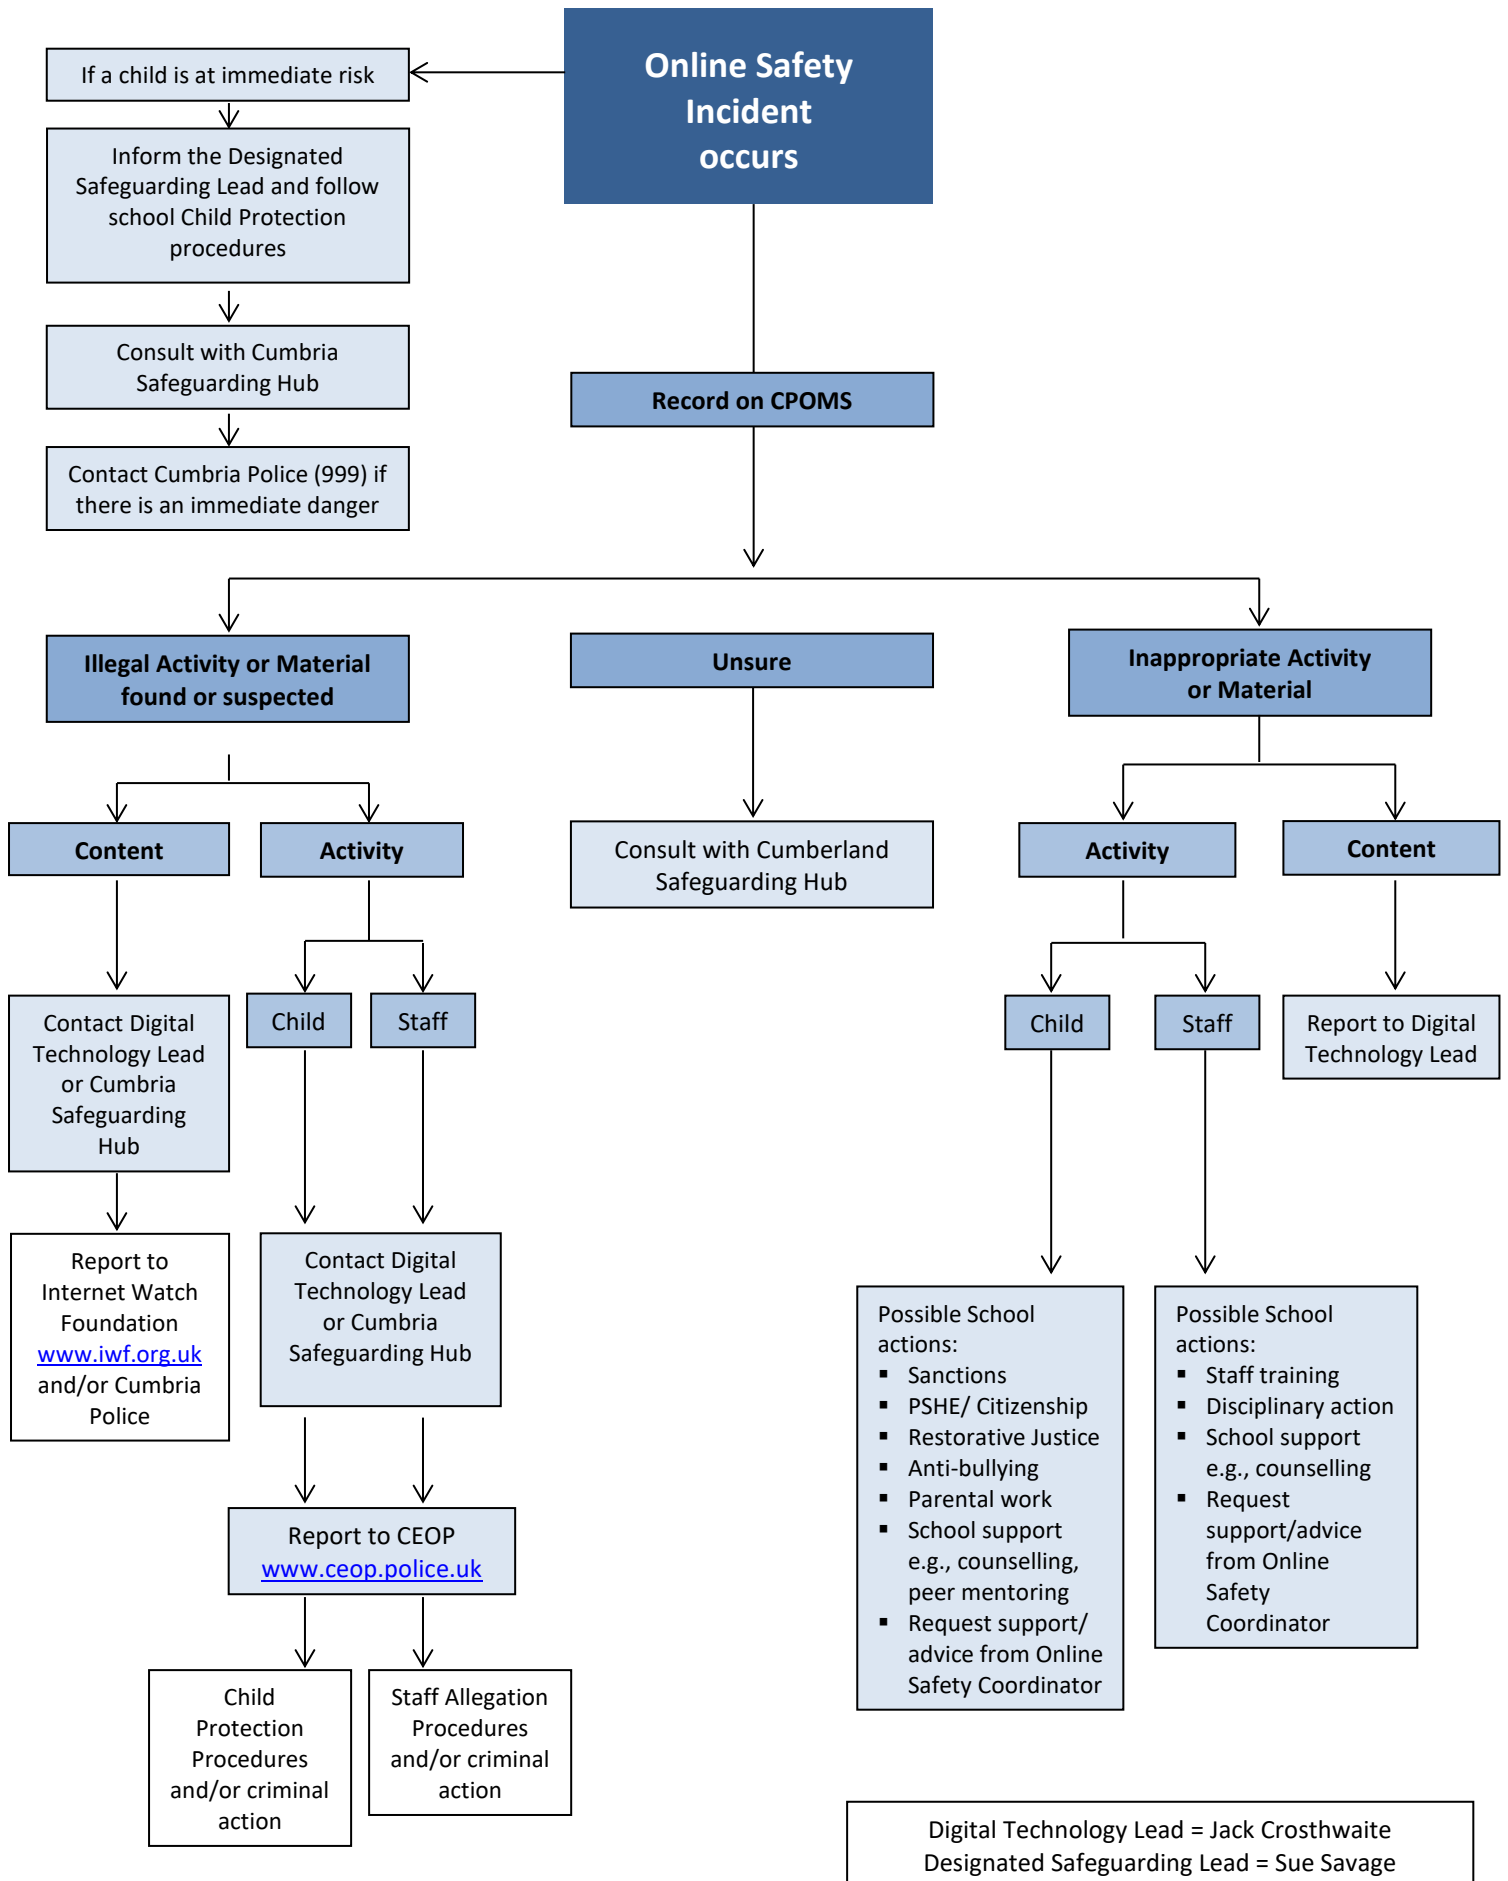 Online Safety
Incident
occurs
If a child is at immediate risk
Inform the Designated
Safeguarding Lead and follow
school Child Protection
procedures
Consult with Cumbria
Safeguarding Hub
Contact Cumbria Police (999) if
there is an immediate danger
Record on CPOMS
Illegal Activity or Material
found or suspected
Unsure
Inappropriate Activity
or Material
Content
Activity
Consult with Cumberland
Safeguarding Hub
Activity
Content
Contact Digital
Technology Lead
or Cumbria
Safeguarding
Hub
Child
Staff
Child
Staff
Report to Digital
Technology Lead
Report to
Internet Watch
Foundation
www.iwf.org.uk
and/or Cumbria
Police
Contact Digital
Technology Lead
or Cumbria
Safeguarding Hub
Report to CEOP
www.ceop.police.uk
Child
Protection
Procedures
and/or criminal
action
Staff Allegation
Procedures
and/or criminal
action
Possible School
actions:
▪ Sanctions
▪ PSHE/ Citizenship
▪ Restorative Justice
▪ Anti-bullying
▪ Parental work
▪ School support
e.g., counselling,
peer mentoring
▪ Request support/
advice from Online
Safety Coordinator
Possible School
actions:
▪ Staff training
▪ Disciplinary action
▪ School support
e.g., counselling
▪ Request
support/advice
from Online
Safety
Coordinator
Digital Technology Lead = Jack Crosthwaite
Designated Safeguarding Lead = Sue Savage